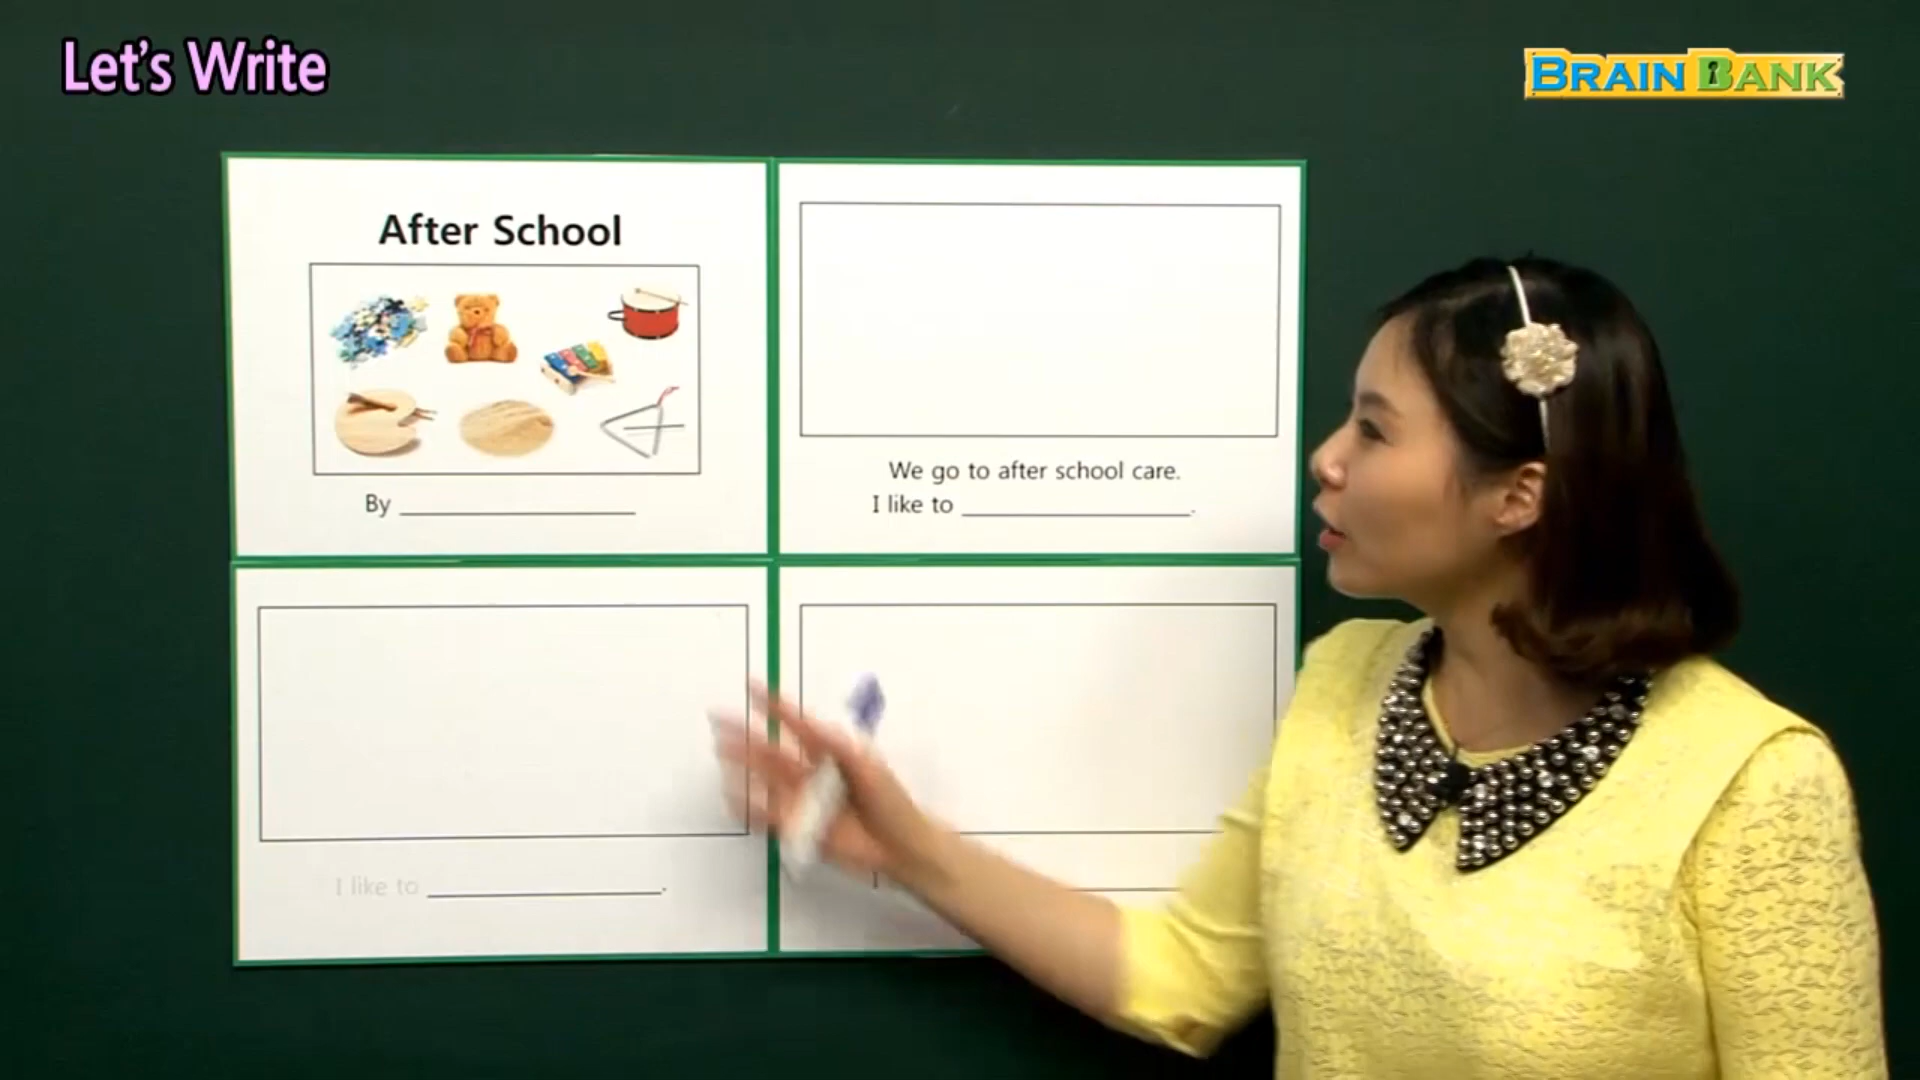 Let's Write
BRAIN BANK
After School
By
We go to after school care.
I like to .
I like to .
I